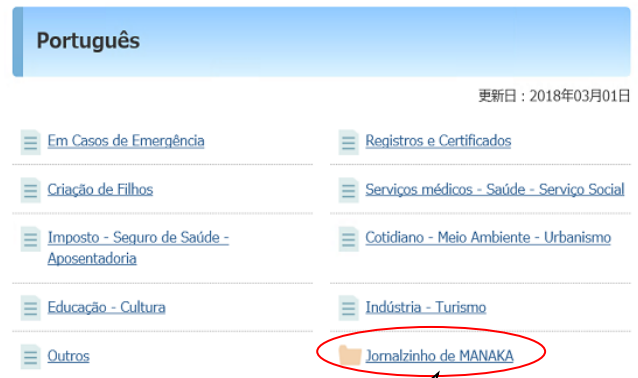 Português
更新日：2018年03月01日
Em Casos de Emergência
Registros e Certificados
Criação de Filhos
Serviços médicos - Saúde - Serviço Social
Imposto - Seguro de Saúde -
Aposentadoria
Cotidiano - Meio Ambiente - Urbanismo
Educação - Cultura
Indústria - Turismo
Outros
Jornalzinho de MANAKA